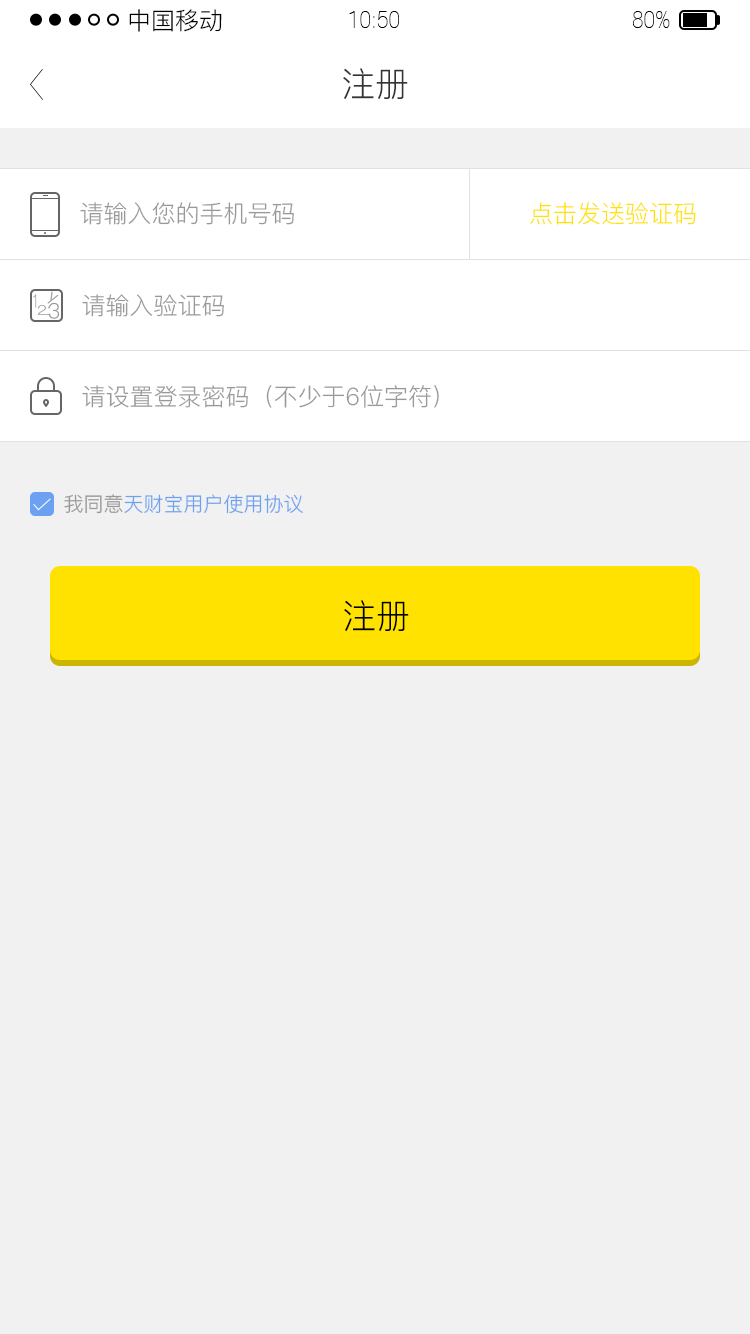 中国移动 10:50 80%
注册
请输入您的手机号码 点击发送验证码
123 请输入验证码
请设置登录密码（不少于6位字符）
我同意天财宝用户使用协议
注册